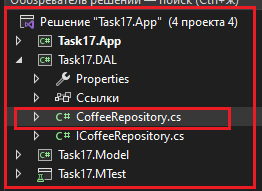 Обозреватель решений — поиск (Ctrl+ж)
Решение "Task17.App" (4 проекта 4)
Task17.App
Task17.DAL
Properties
Ссылки
CoffeeRepository.cs
ICoffeeRepository.cs
Task17.Model
Task17.MTest